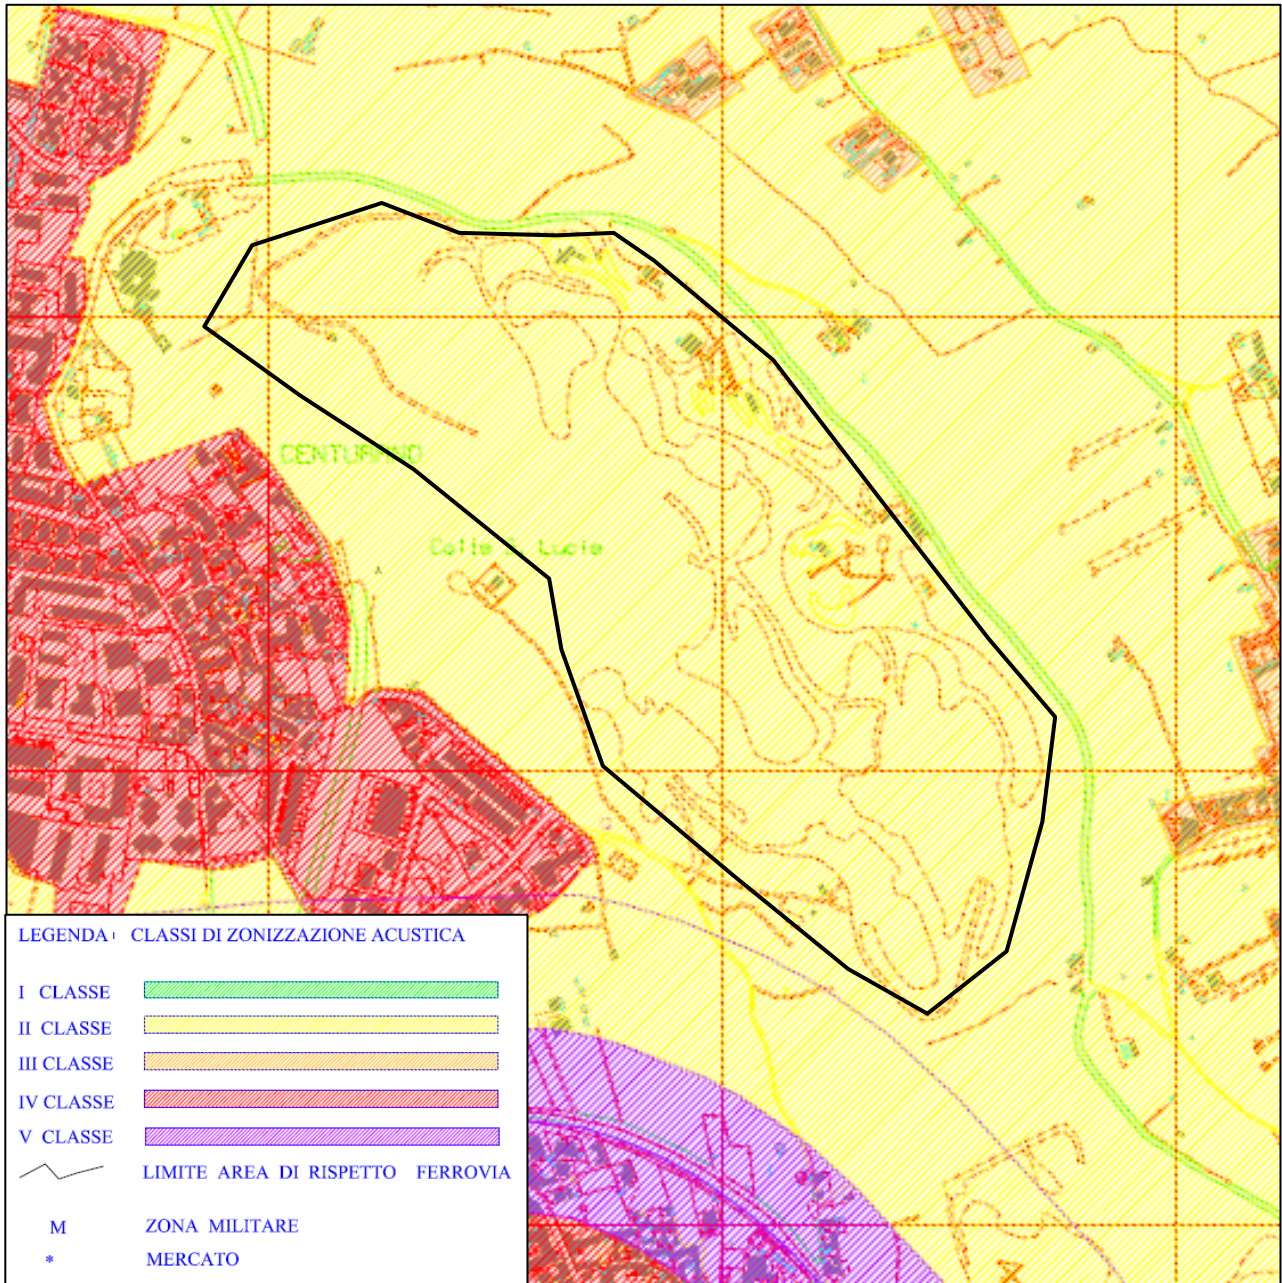 CENTURANO
Colle S. Lucia
LEGENDA: CLASSI DI ZONIZZAZIONE ACUSTICA
I CLASSE
II CLASSE
III CLASSE
IV CLASSE
V CLASSE
LIMITE AREA DI RISPETTO FERROVIA
M ZONA MILITARE
* MERCATO